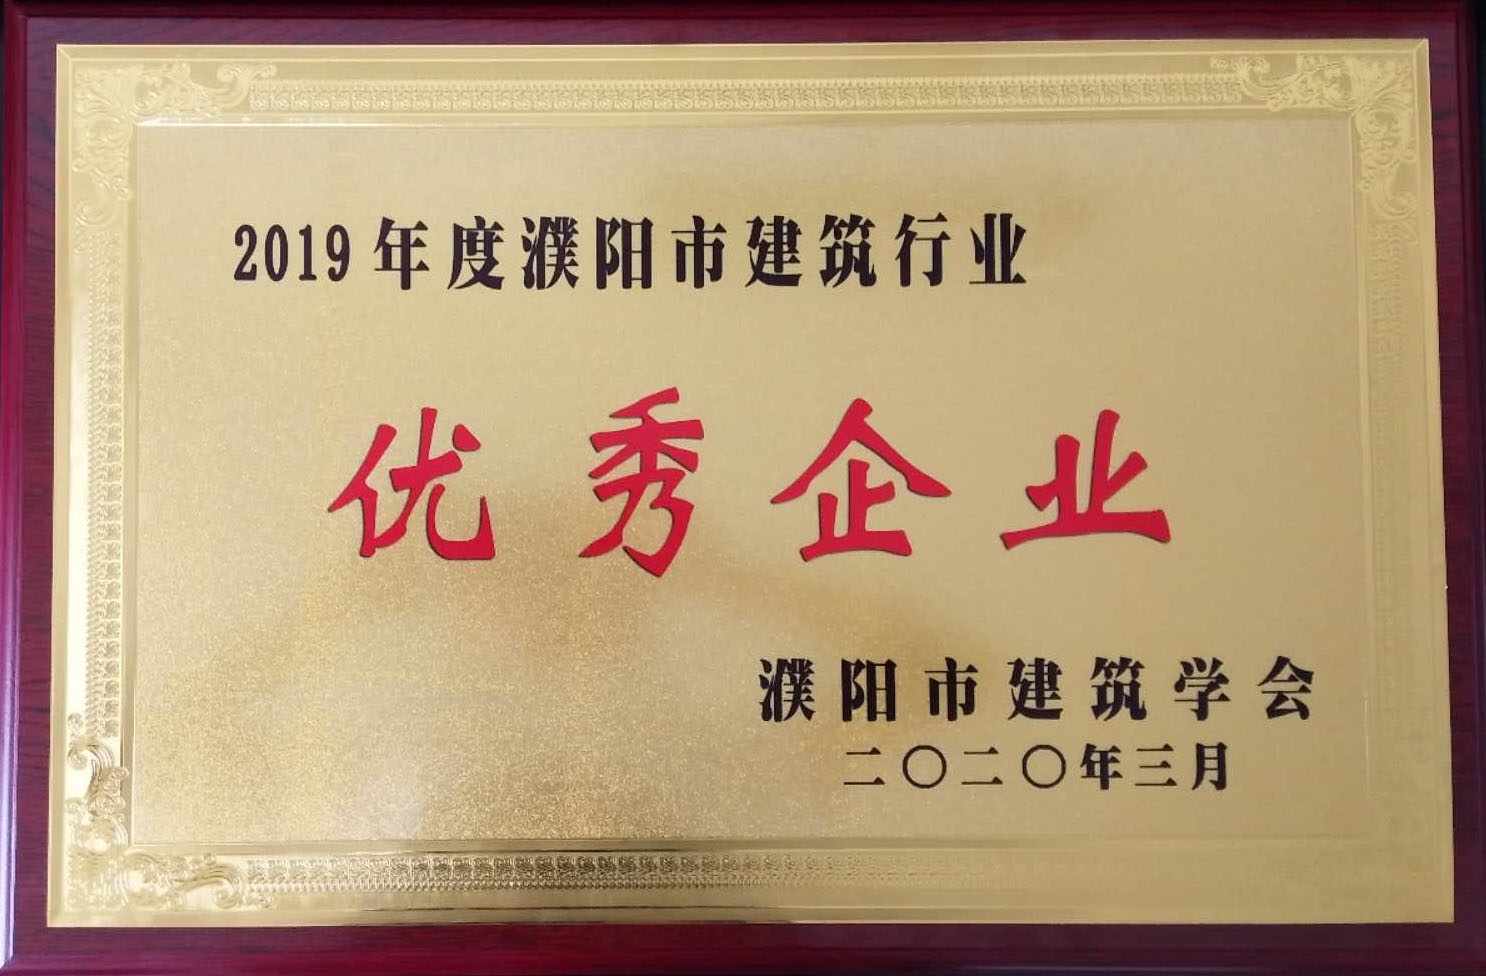 2019年度濮阳市建筑行业
优秀企业
濮阳市建筑学会
二〇二〇年三月